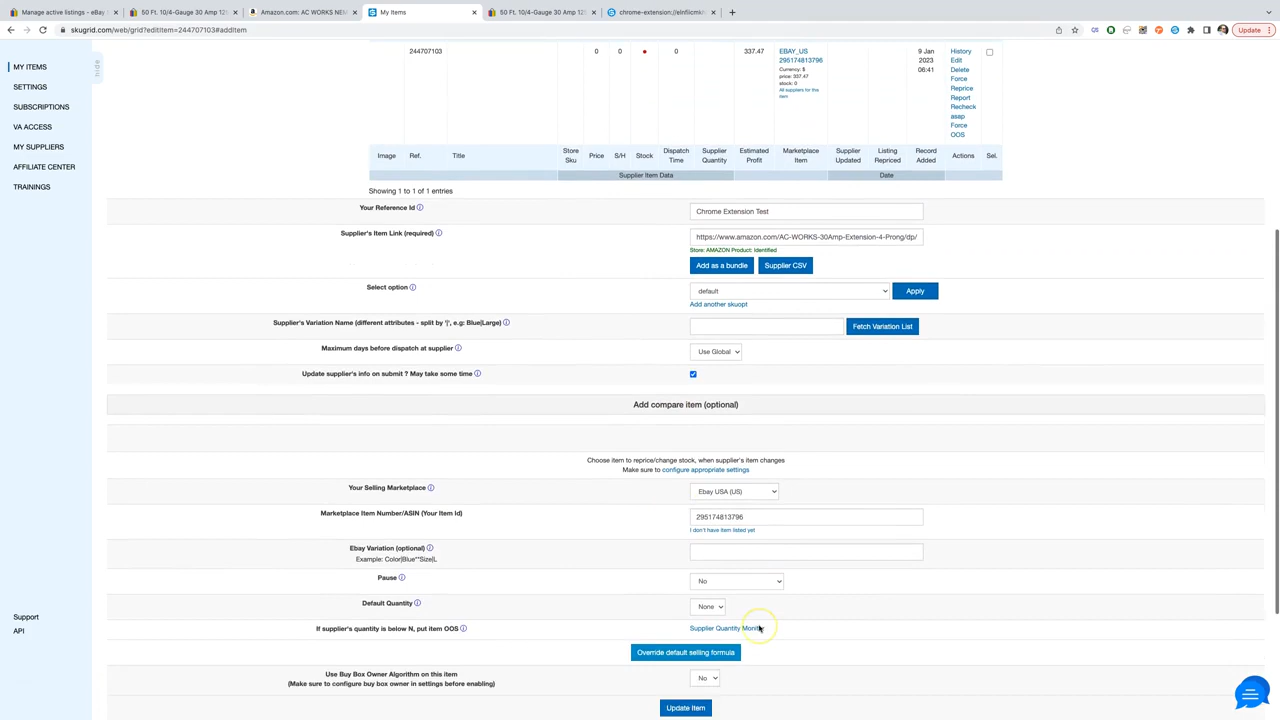 Manage active listings - eBay
50 Ft. 10/4-Gauge 30 Amp 125
Amazon.com: AC WORKS NEM
My Items
50 Ft. 10/4-Gauge 30 Amp 125
chrome-extension://
skugrid.com/web/grid?editItem=244707103#addItem
Update
hide
MY ITEMS
SETTINGS
SUBSCRIPTIONS
VA ACCESS
MY SUPPLIERS
AFFILIATE CENTER
TRAININGS
Support
API
244707103
0
0
0
337.47
EBAY_US
295174813796
Currency: $
price: 337.47
stock: 0
All suppliers for the
item
9 Jan
2023
06:41
History
Edit
Delete
Force
Reprice
Report
Recheck
asap
Force
OOS
Image Ref. Title Store Sku Price S/H Stock Dispatch Time Supplier Quantity Estimated Profit Marketplace Item Supplier Updated Listing Repriced Record Added Actions Sel.
Supplier Item Data Date
Showing 1 to 1 of 1 entries
Your Reference Id Chrome Extension Test
Supplier's Item Link (required) https://www.amazon.com/AC-WORKS-30Amp-Extension-4-Prong/dp/
Store: AMAZON Product: Identified
Add as a bundle Supplier CSV
Select option default Apply
Add another skuopt
Supplier's Variation Name (different attributes - split by '|', e.g: Blue|Large) Fetch Variation List
Maximum days before dispatch at supplier Use Global
Update supplier's info on submit ? May take some time
Add compare item (optional)
Choose item to reprice/change stock, when supplier's item changes
Make sure to configure appropriate settings
Your Selling Marketplace Ebay USA (US)
Marketplace Item Number/ASIN (Your Item Id) 295174813796
I don't have item listed yet
Ebay Variation (optional)
Example: Color|Blue**Size|L
Pause No
Default Quantity None
If supplier's quantity is below N, put item OOS Supplier Quantity Monitor
Override default selling formula
Use Buy Box Owner Algorithm on this item No
(Make sure to configure buy box owner in settings before enabling)
Update Item